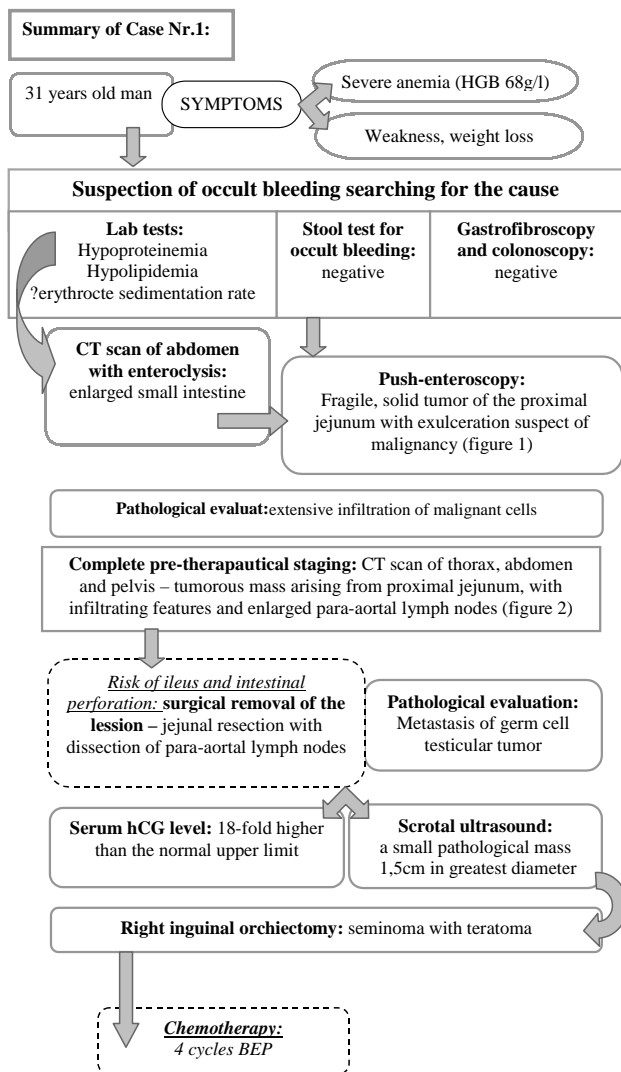 Summary of Case Nr.1:
31 years old man
SYMPTOMS
Severe anemia (HGB 68g/l)
Weakness, weight loss
Suspection of occult bleeding searching for the cause
Lab tests:
Hypoproteinemia
Hypolipidemia
?erythrocte sedimentation rate
Stool test for
occult bleeding:
negative
Gastrofibroscopy
and colonoscopy:
negative
CT scan of abdomen
with enteroclysis:
enlarged small intestine
Push-enteroscopy:
Fragile, solid tumor of the proximal
jejunum with exulceration suspect of
malignancy (figure 1)
Pathological evaluat:extensive infiltration of malignant cells
Complete pre-therapautical staging: CT scan of thorax, abdomen
and pelvis – tumorous mass arising from proximal jejunum, with
infiltrating features and enlarged para-aortal lymph nodes (figure 2)
Risk of ileus and intestinal
perforation: surgical removal of the
lession – jejunal resection with
dissection of para-aortal lymph nodes
Pathological evaluation:
Metastasis of germ cell
testicular tumor
Serum hCG level: 18-fold higher
than the normal upper limit
Scrotal ultrasound:
a small pathological mass
1,5cm in greatest diameter
Right inguinal orchiectomy: seminoma with teratoma
Chemotherapy:
4 cycles BEP